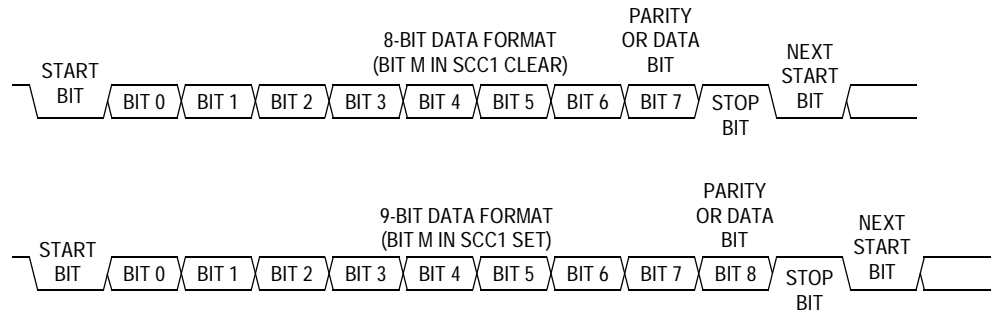 8-BIT DATA FORMAT
(BIT M IN SCC1 CLEAR)
PARITY
OR DATA
BIT
START
BIT
BIT 0
BIT 1
BIT 2
BIT 3
BIT 4
BIT 5
BIT 6
BIT 7
STOP
BIT
NEXT
START
BIT
9-BIT DATA FORMAT
(BIT M IN SCC1 SET)
PARITY
OR DATA
BIT
START
BIT
BIT 0
BIT 1
BIT 2
BIT 3
BIT 4
BIT 5
BIT 6
BIT 7
BIT 8
STOP
BIT
NEXT
START
BIT